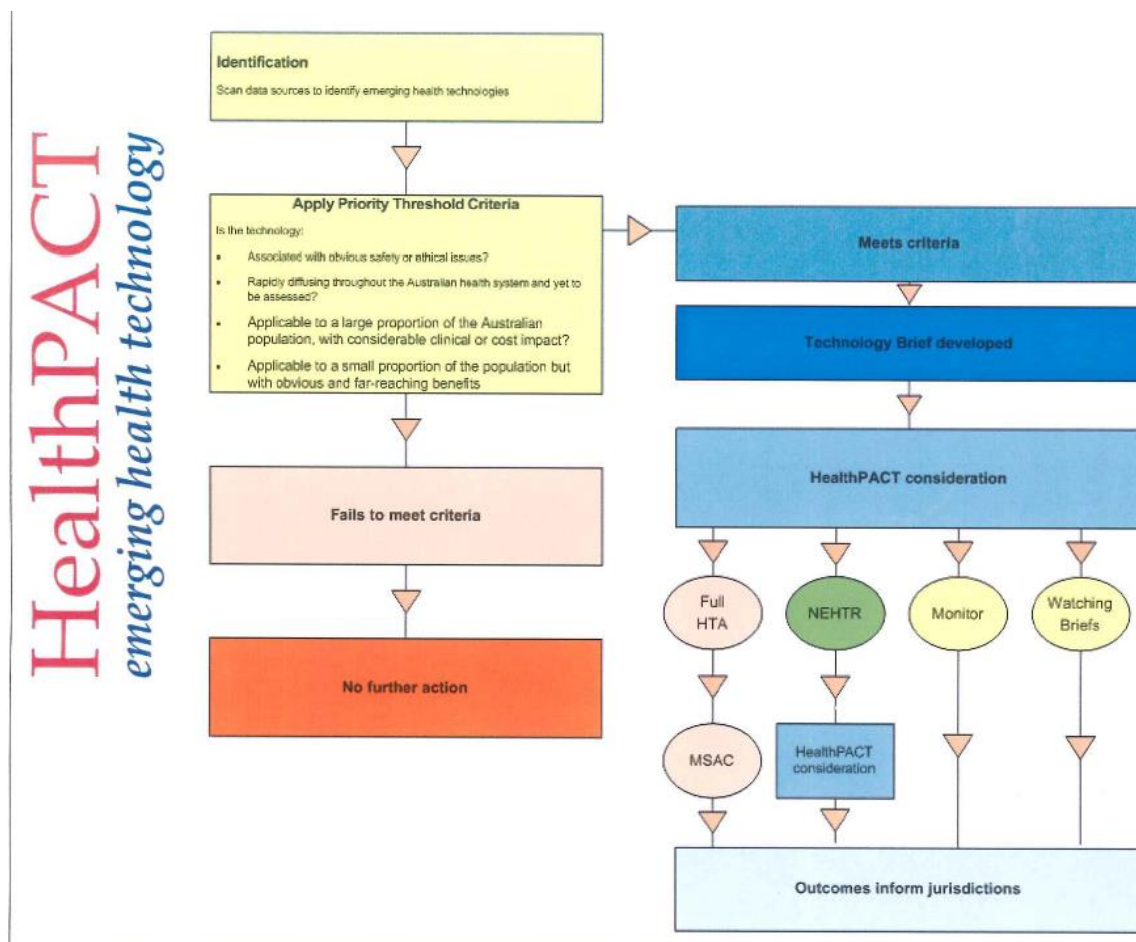 HealthPACT
emerging health technology
Identification
Scan data sources to identify emerging health technologies
Apply Priority Threshold Criteria
Is the technology:
• Associated with obvious safety or ethical issues?
• Rapidly diffusing throughout the Australian health system and yet to
be assessed?
• Applicable to a large proportion of the Australian
population, with considerable clinical or cost impact?
• Applicable to a small proportion of the population but
with obvious and far-reaching benefits
Fails to meet criteria
No further action
Meets criteria
Technology Brief developed
HealthPACT consideration
Full
HTA
NEHTR
Monitor
Watching
Briefs
MSAC
HealthPACT
consideration
Outcomes inform jurisdictions